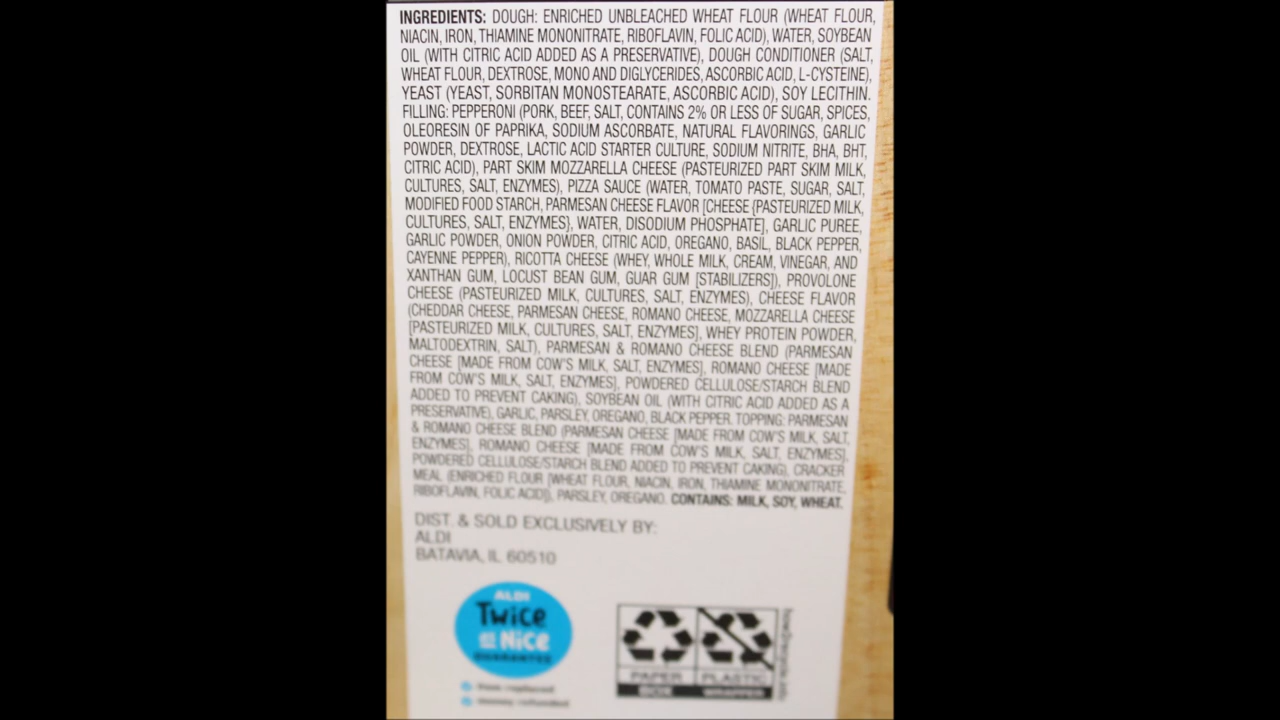 INGREDIENTS: DOUGH: ENRICHED UNBLEACHED WHEAT FLOUR (WHEAT FLOUR,
NIACIN, IRON, THIAMINE MONONITRATE, RIBOFLAVIN, FOLIC ACID), WATER, SOYBEAN
OIL (WITH CITRIC ACID ADDED AS A PRESERVATIVE), DOUGH CONDITIONER (SALT,
WHEAT FLOUR, DEXTROSE, MONO AND DIGLYCERIDES, ASCORBIC ACID, L-CYSTEINE),
YEAST (YEAST, SORBITAN MONOSTEARATE, ASCORBIC ACID), SOY LECITHIN.
FILLING: PEPPERONI (PORK, BEEF, SALT, CONTAINS 2% OR LESS OF SUGAR, SPICES,
OLEORESIN OF PAPRIKA, SODIUM ASCORBATE, NATURAL FLAVORINGS, GARLIC
POWDER, DEXTROSE, LACTIC ACID STARTER CULTURE, SODIUM NITRITE, BHA, BHT,
CITRIC ACID), PART SKIM MOZZARELLA CHEESE (PASTEURIZED PART SKIM MILK,
CULTURES, SALT, ENZYMES), PIZZA SAUCE (WATER, TOMATO PASTE, SUGAR, SALT,
MODIFIED FOOD STARCH, PARMESAN CHEESE FLAVOR [CHEESE {PASTEURIZED MILK,
CULTURES, SALT, ENZYMES}, WATER, DISODIUM PHOSPHATE], GARLIC PUREE,
GARLIC POWDER, ONION POWDER, CITRIC ACID, OREGANO, BASIL, BLACK PEPPER,
CAYENNE PEPPER), RICOTTA CHEESE (WHEY, WHOLE MILK, CREAM, VINEGAR, AND
XANTHAN GUM, LOCUST BEAN GUM, GUAR GUM [STABILIZERS]), PROVOLONE
CHEESE (PASTEURIZED MILK, CULTURES, SALT, ENZYMES), CHEESE FLAVOR
(CHEDDAR CHEESE, PARMESAN CHEESE, ROMANO CHEESE, MOZZARELLA CHEESE
[PASTEURIZED MILK, CULTURES, SALT, ENZYMES], WHEY PROTEIN POWDER,
MALTODEXTRIN, SALT), PARMESAN & ROMANO CHEESE BLEND (PARMESAN
CHEESE [MADE FROM COW'S MILK, SALT, ENZYMES], ROMANO CHEESE [MADE
FROM COW'S MILK, SALT, ENZYMES], POWDERED CELLULOSE/STARCH BLEND
ADDED TO PREVENT CAKING), SOYBEAN OIL (WITH CITRIC ACID ADDED AS A
PRESERVATIVE), GARLIC, PARSLEY, OREGANO, BLACK PEPPER. TOPPING: PARMESAN
& ROMANO CHEESE BLEND (PARMESAN CHEESE [MADE FROM COW'S MILK, SALT,
ENZYMES], ROMANO CHEESE [MADE FROM COW'S MILK, SALT, ENZYMES],
POWDERED CELLULOSE/STARCH BLEND ADDED TO PREVENT CAKING), CRACKER
MEAL (ENRICHED FLOUR [WHEAT FLOUR, NIACIN, IRON, THIAMINE MONONITRATE,
RIBOFLAVIN, FOLIC ACID]), PARSLEY, OREGANO. CONTAINS: MILK, SOY, WHEAT.
DIST. & SOLD EXCLUSIVELY BY:
ALDI
BATAVIA, IL 60510
ALDI
Twice
as Nice
GUARANTEE
item replaced
money refunded
PAPER
BOX
PLASTIC
WRAPPER
how2recycle.info